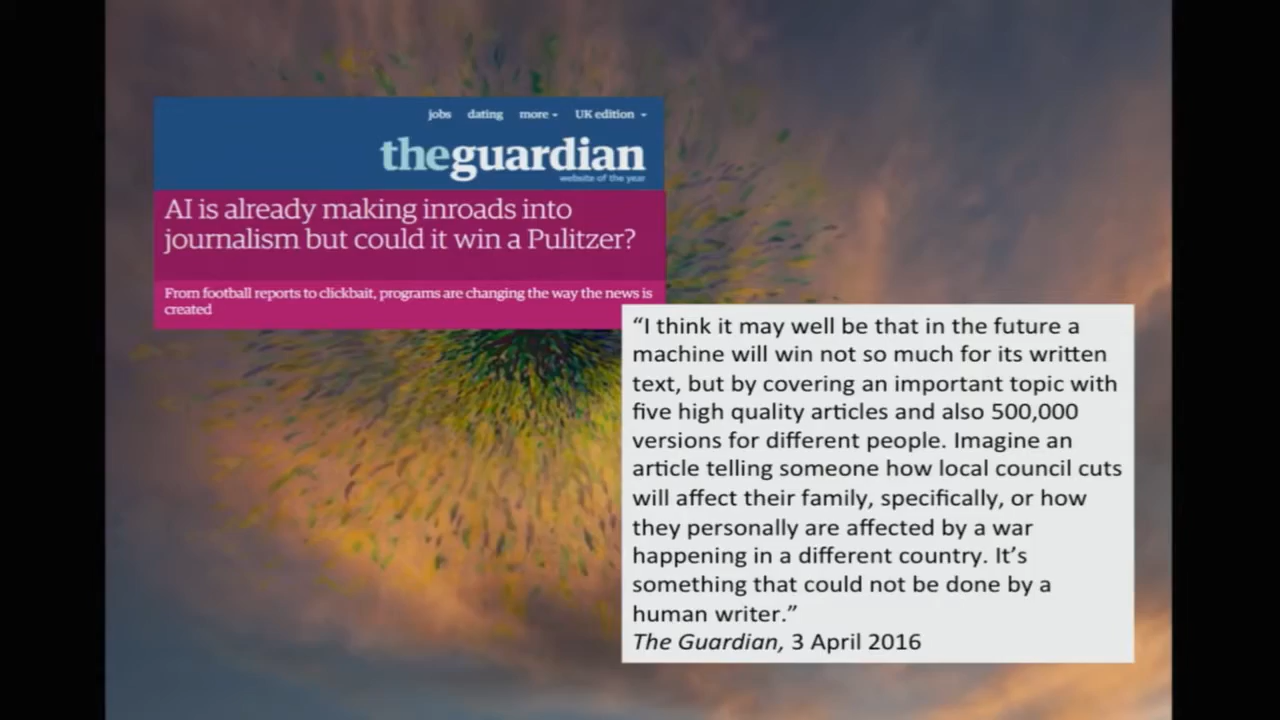 jobs dating more UK edition
theguardian
website of the year
AI is already making inroads into
journalism but could it win a Pulitzer?
From football reports to clickbait, programs are changing the way the news is
created
“I think it may well be that in the future a
machine will win not so much for its written
text, but by covering an important topic with
five high quality articles and also 500,000
versions for different people. Imagine an
article telling someone how local council cuts
will affect their family, specifically, or how
they personally are affected by a war
happening in a different country. It’s
something that could not be done by a
human writer.”
The Guardian, 3 April 2016